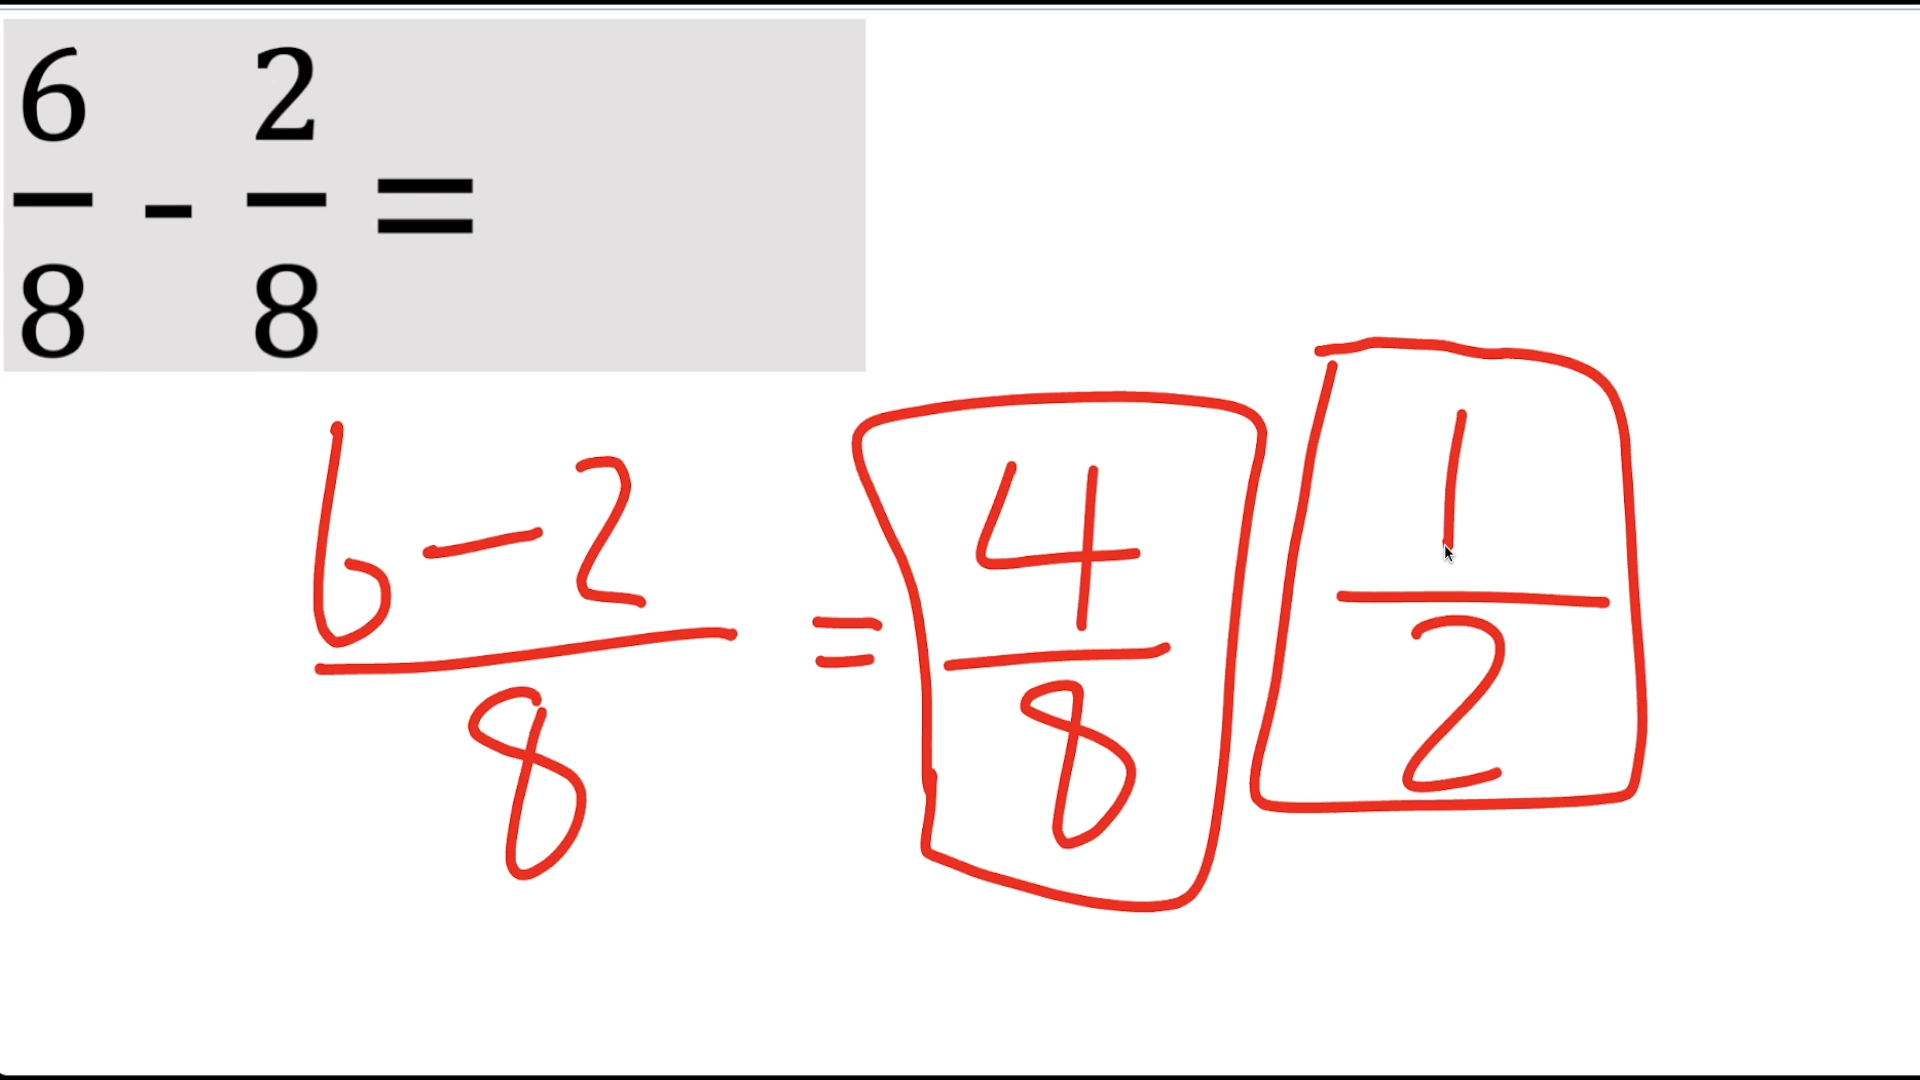 6/8 - 2/8 =
6-2/8 = 4/8 1/2